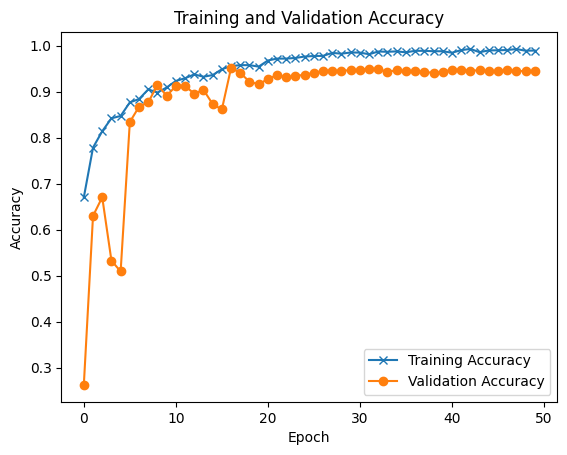 Training and Validation Accuracy
1.0
0.9
0.8
0.7
0.6
0.5
0.4
0.3
Accuracy
0
10
20
30
40
50
Epoch
Training Accuracy
Validation Accuracy